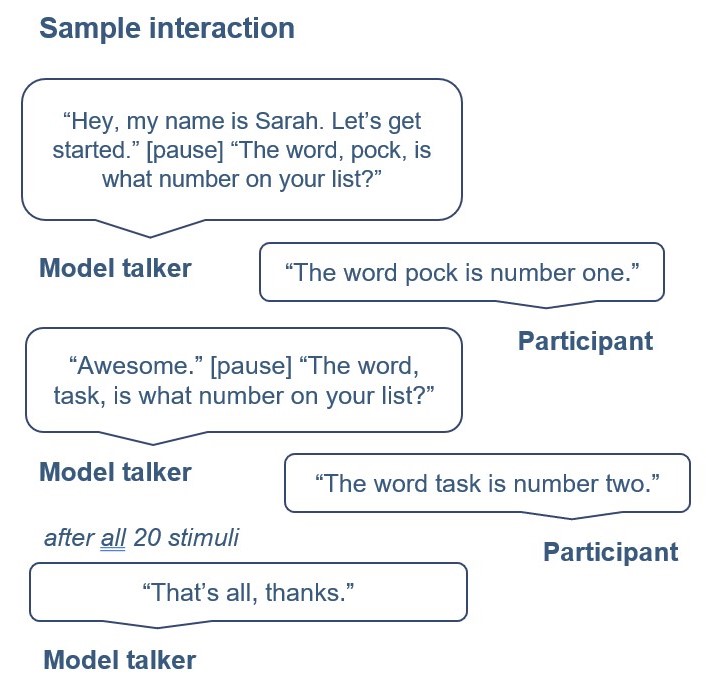 Sample interaction
“Hey, my name is Sarah. Let’s get
started.” [pause] “The word, pock, is
what number on your list?”
Model talker
“The word pock is number one.”
Participant
“Awesome.” [pause] “The word,
task, is what number on your list?”
Model talker
“The word task is number two.”
Participant
after all 20 stimuli
“That’s all, thanks.”
Model talker